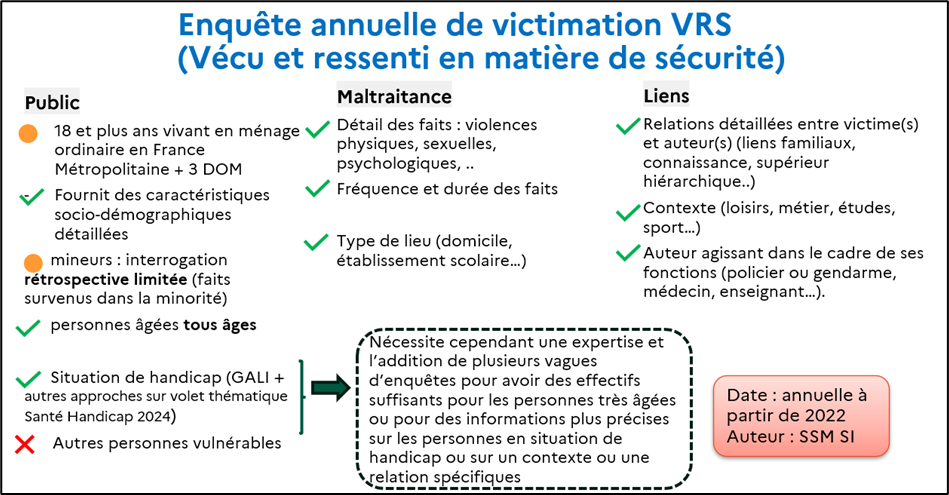 Enquête annuelle de victimation VRS
(Vécu et ressenti en matière de sécurité)
Public
18 et plus ans vivant en ménage
ordinaire en France
Métropolitaine + 3 DOM
- Fournit des caractéristiques
socio-démographiques
détaillées
mineurs : interrogation
rétrospective limitée (faits
survenus dans la minorité)
personnes âgées tous âges
Situation de handicap (GALI +
autres approches sur volet thématique
Santé Handicap 2024)
Autres personnes vulnérables
Maltraitance
Détail des faits : violences
physiques, sexuelles,
psychologiques, ..
Fréquence et durée des faits
Type de lieu (domicile,
établissement scolaire…)
Liens
Relations détaillées entre victime(s)
et auteur(s) (liens familiaux,
connaissance, supérieur
hiérarchique..)
Contexte (loisirs, métier, études,
sport…)
Auteur agissant dans le cadre de ses
fonctions (policier ou gendarme,
médecin, enseignant…).
Nécessite cependant une expertise et
l’addition de plusieurs vagues
d’enquêtes pour avoir des effectifs
suffisants pour les personnes très âgées
ou pour des informations plus précises
sur les personnes en situation de
handicap ou sur un contexte ou une
relation spécifiques
Date : annuelle à
partir de 2022
Auteur : SSM SI